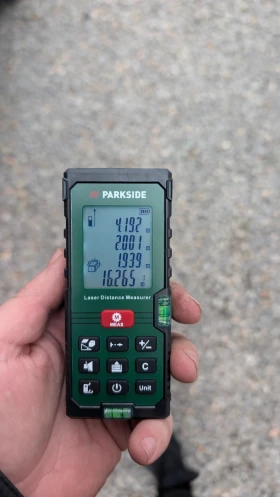 PARKSIDE
4.192 m
2.001 m
1.939 m
16.265
Laser Distance Measurer
MEAS
+/-
C
Unit